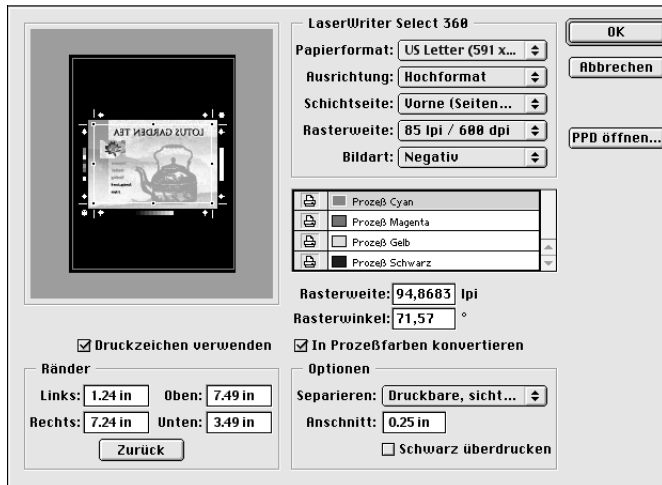 LOTUS GARDEN TEA
LaserWriter Select 360
Papierformat: US Letter (591 x...
Ausrichtung: Hochformat
Schichtseite: Vorne (Seiten...
Rasterweite: 85 lpi / 600 dpi
Bildart: Negativ
OK
Abbrechen
PPD öffnen...
Prozeß Cyan
Prozeß Magenta
Prozeß Gelb
Prozeß Schwarz
Rasterweite: 94,8683 lpi
Rasterwinkel: 71,57 °
Druckzeichen verwenden
In Prozeßfarben konvertieren
Ränder
Links: 1.24 in Oben: 7.49 in
Rechts: 7.24 in Unten: 3.49 in
Zurück
Optionen
Separieren: Druckbare, sicht...
Anschnitt: 0.25 in
Schwarz überdrucken